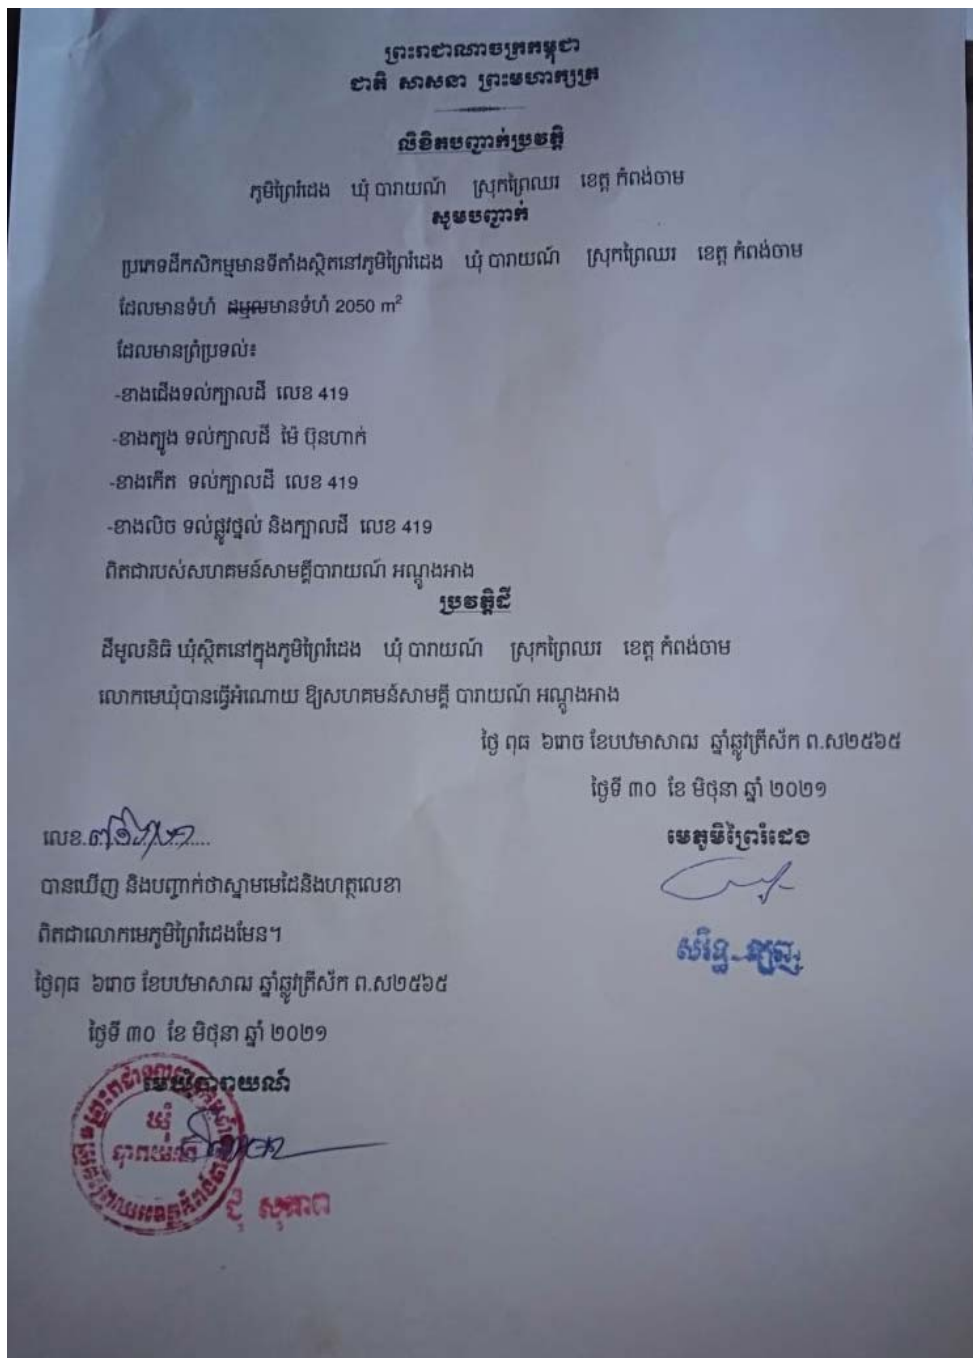 ព្រះរាជាណាចក្រកម្ពុជា
ជាតិ សាសនា ព្រះមហាក្សត្រ
លិខិតបញ្ជាក់ប្រវត្តិ
ភូមិព្រៃរំដេង ឃុំ បារាយណ៍ ស្រុកព្រៃឈរ ខេត្ត កំពង់ចាម
សូមបញ្ជាក់
ប្រភេទដីកសិកម្មមានទីតាំងស្ថិតនៅភូមិព្រៃរំដេង ឃុំ បារាយណ៍ ស្រុកព្រៃឈរ ខេត្ត កំពង់ចាម
ដែលមានទំហំ មានទំហំ 2050 m²
ដែលមានព្រំប្រទល់៖
-ខាងជើងទល់ក្បាលដី លេខ 419
-ខាងត្បូង ទល់ក្បាលដី ម៉ៃ ប៊ុនហាក់
-ខាងកើត ទល់ក្បាលដី លេខ 419
-ខាងលិច ទល់ផ្លូវថ្នល់ និងក្បាលដី លេខ 419
ពិតជារបស់សហគមន៍សាមគ្គីបារាយណ៍ អណ្តូងអាង
ប្រវត្តិដី
ដីមូលនិធិ ឃុំស្ថិតនៅក្នុងភូមិព្រៃរំដេង ឃុំ បារាយណ៍ ស្រុកព្រៃឈរ ខេត្ត កំពង់ចាម
លោកមេឃុំបានធ្វើអំណោយ ឱ្យសហគមន៍សាមគ្គី បារាយណ៍ អណ្តូងអាង
ថ្ងៃ ពុធ ៦រោច ខែបឋមាសាឍ ឆ្នាំឆ្លូវត្រីស័ក ព.ស២៥៦៥
ថ្ងៃទី ៣០ ខែ មិថុនា ឆ្នាំ ២០២១
មេភូមិព្រៃរំដេង
លេខ
បានឃើញ និងបញ្ជាក់ថាស្នាមមេដៃនិងហត្ថលេខា
ពិតជាលោកមេភូមិព្រៃរំដេងមែន។
ថ្ងៃពុធ ៦រោច ខែបឋមាសាឍ ឆ្នាំឆ្លូវត្រីស័ក ព.ស២៥៦៥
ថ្ងៃទី ៣០ ខែ មិថុនា ឆ្នាំ ២០២១
មេឃុំបារាយណ៍
ឃុំ
បារាយណ៍
សុភាព